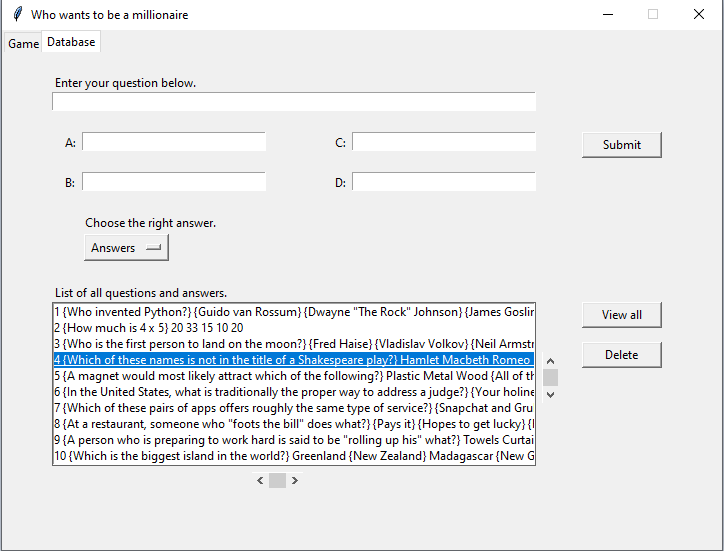 Who wants to be a millionaire
Game Database
Enter your question below.
A: C: Submit
B: D:
Choose the right answer.
Answers
List of all questions and answers.
1 {Who invented Python?} {Guido van Rossum} {Dwayne "The Rock" Johnson} {James Goslin
2 {How much is 4 x 5} 20 33 15 10 20
3 {Who is the first person to land on the moon?} {Fred Haise} {Vladislav Volkov} {Neil Armstr
4 {Which of these names is not in the title of a Shakespeare play?} Hamlet Macbeth Romeo
5 {A magnet would most likely attract which of the following?} Plastic Metal Wood {All of th
6 {In the United States, what is traditionally the proper way to address a judge?} {Your holine
7 {Which of these pairs of apps offers roughly the same type of service?} {Snapchat and Gru
8 {At a restaurant, someone who "foots the bill" does what?} {Pays it} {Hopes to get lucky} {
9 {A person who is preparing to work hard is said to be "rolling up his" what?} Towels Curtai
10 {Which is the biggest island in the world?} Greenland {New Zealand} Madagascar {New G
View all
Delete